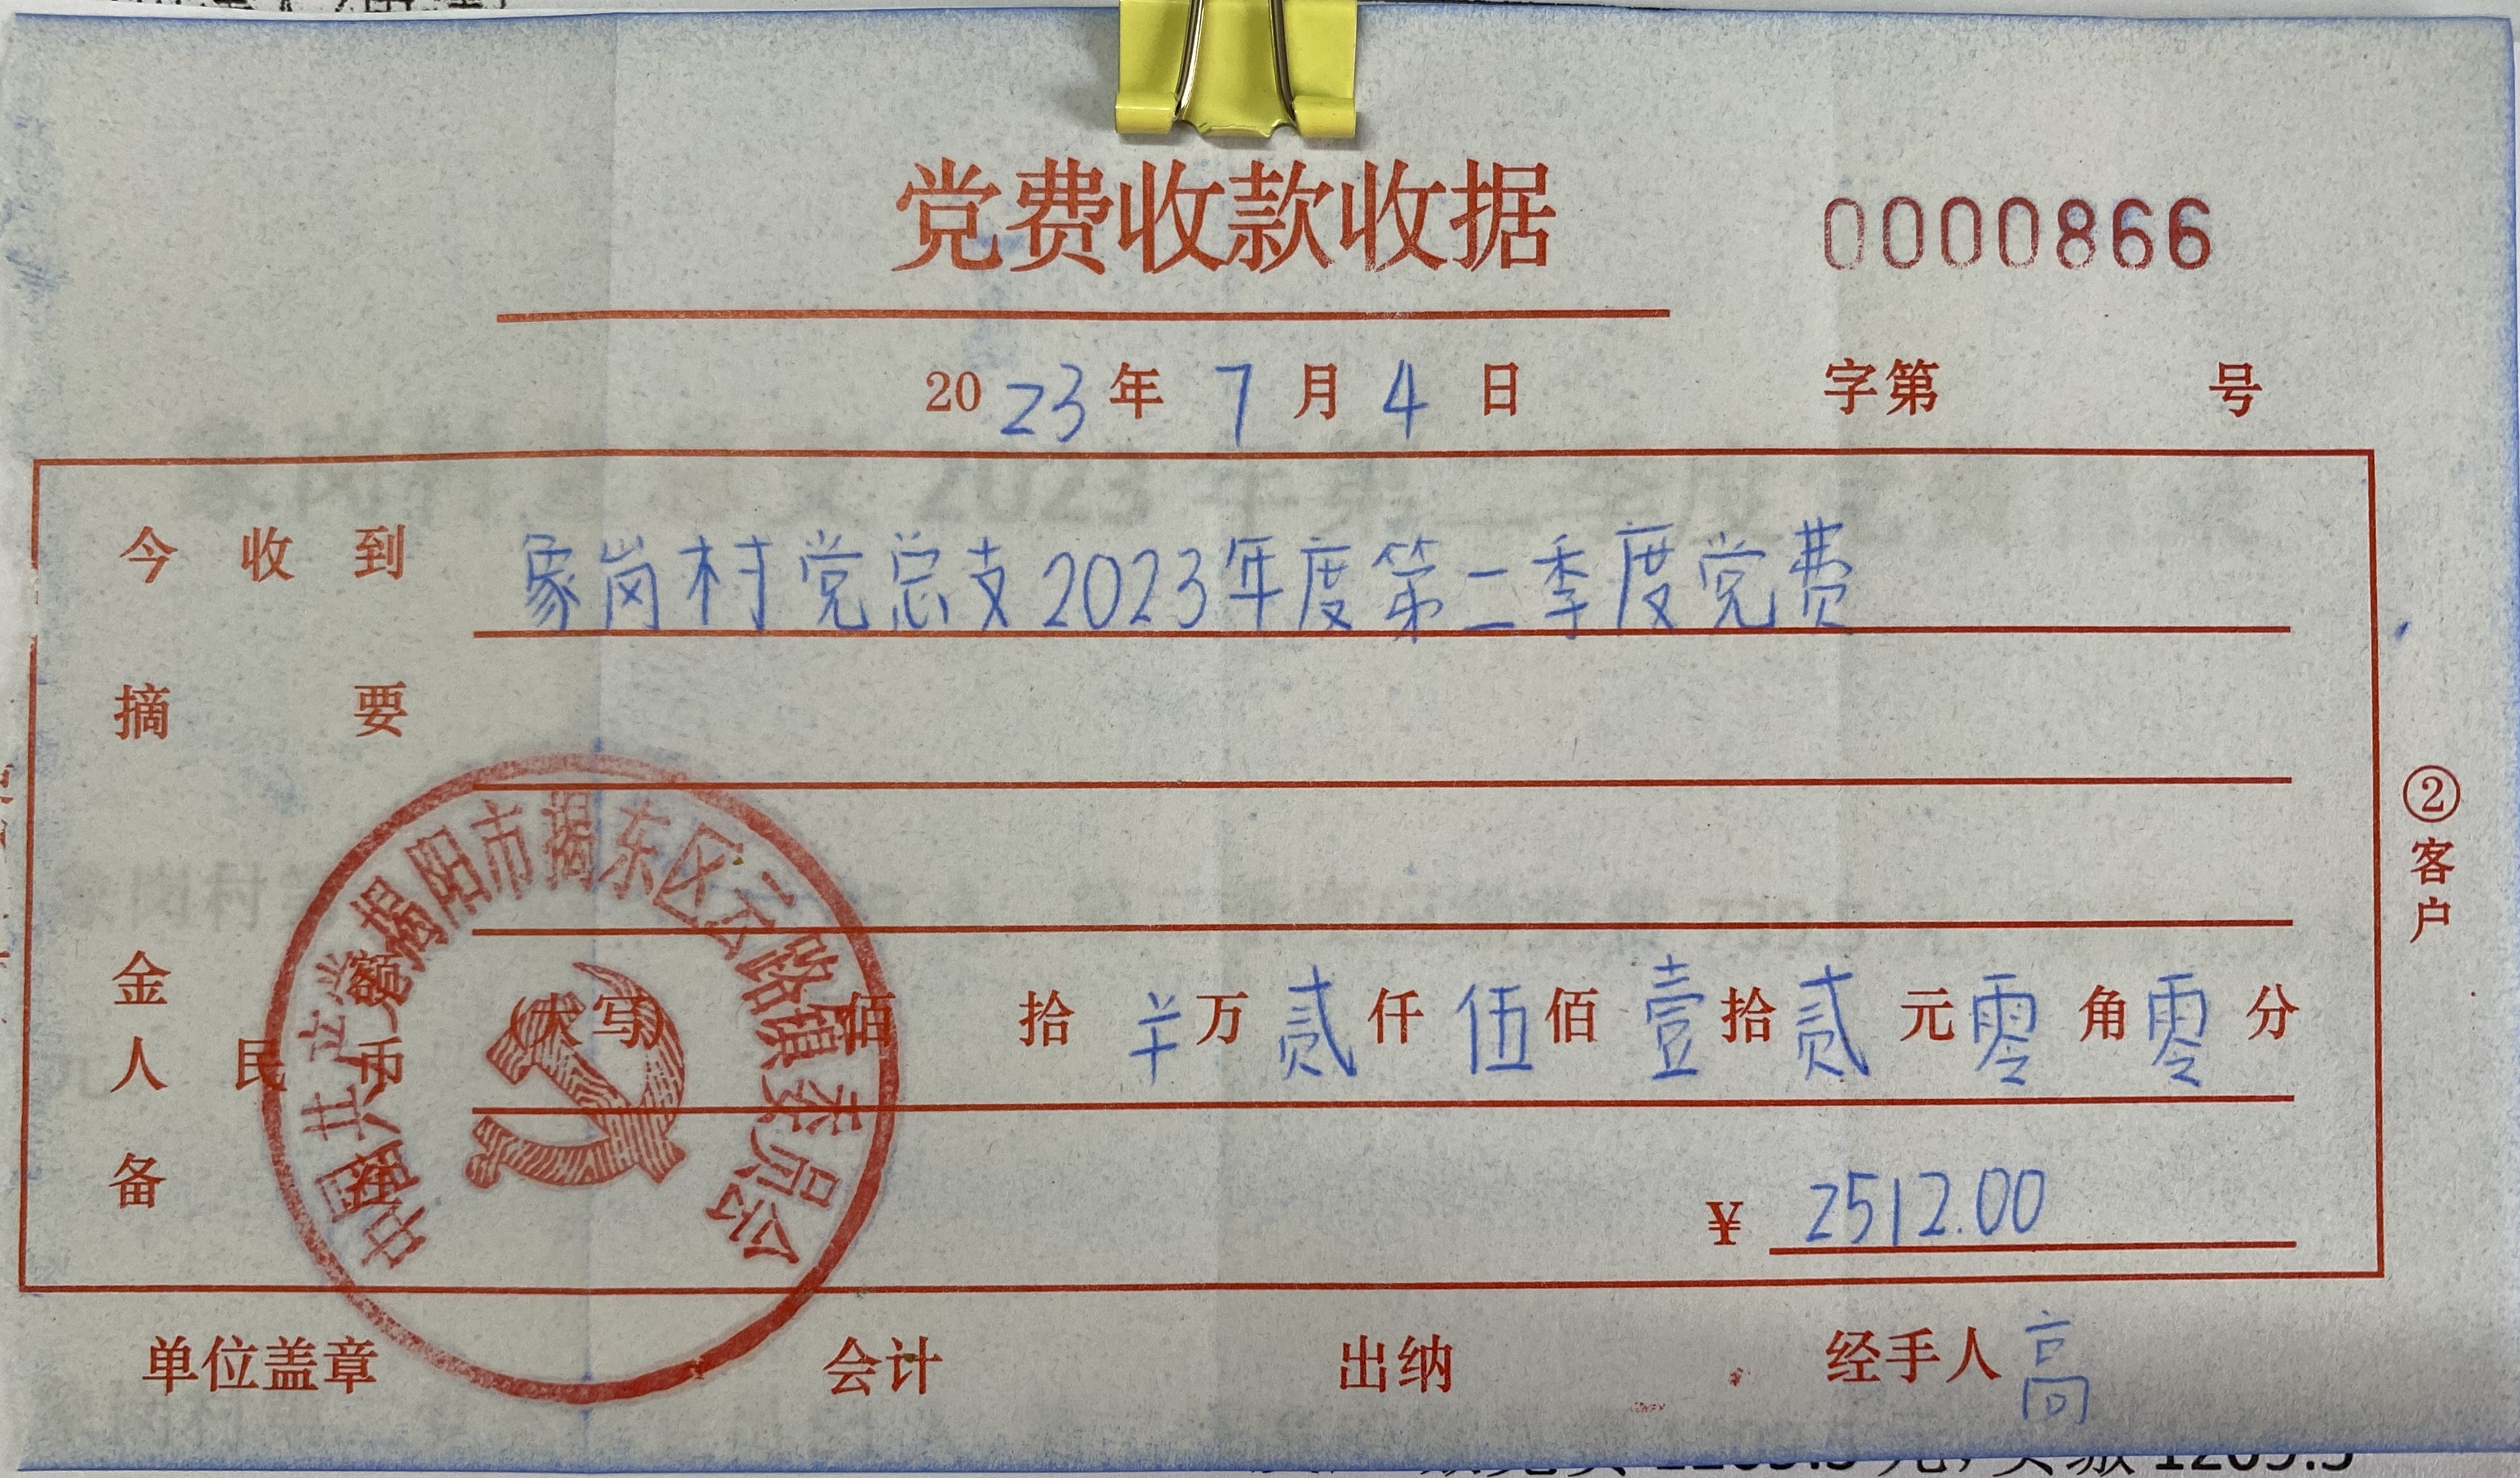 党费收款收据
0000866
2023年7月4日 字第 号
今收到 象岗村党总支2023年度第二季度党费
摘要
金额(大写) 佰 拾 ¥万贰仟伍佰壹拾贰元零角零分
人民币
备注 ¥ 2512.00
②客户
中国共产党揭阳市揭东区云路镇委员会
单位盖章 会计 出纳 经手人 高